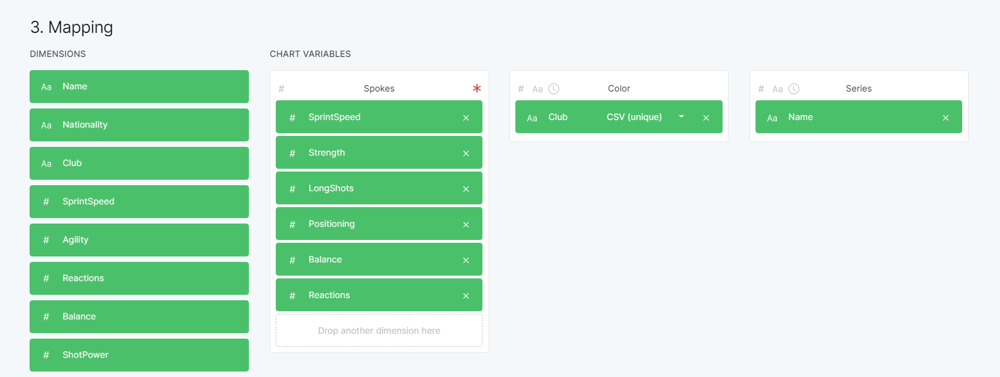 3. Mapping
DIMENSIONS
Aa Name
Aa Nationality
Aa Club
# SprintSpeed
# Agility
# Reactions
# Balance
# ShotPower
CHART VARIABLES
# Spokes *
# SprintSpeed
# Strength
# LongShots
# Positioning
# Balance
# Reactions
Drop another dimension here
# Aa Color
Aa Club CSV (unique)
# Aa Series
Aa Name